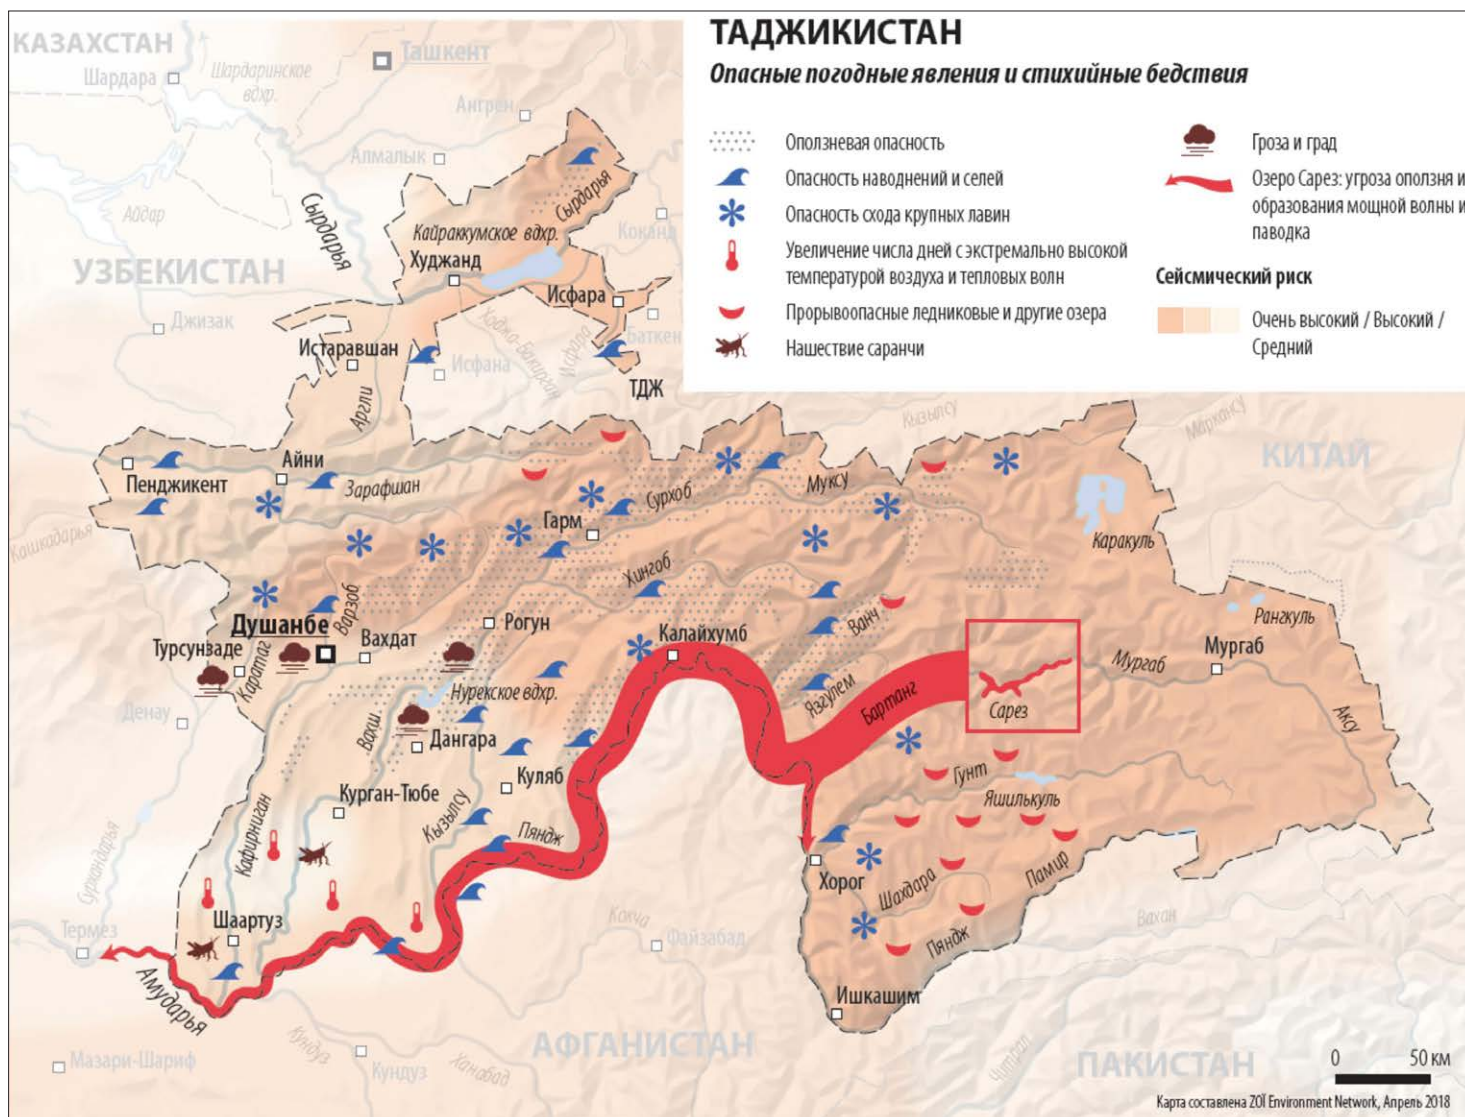 ТАДЖИКИСТАН
Опасные погодные явления и стихийные бедствия
Оползневая опасность
Опасность наводнений и селей
Опасность схода крупных лавин
Увеличение числа дней с экстремально высокой
температурой воздуха и тепловых волн
Прорывоопасные ледниковые и другие озера
Нашествие саранчи
Гроза и град
Озеро Сарез: угроза оползня и
образования мощной волны и
паводка
Сейсмический риск
Очень высокий / Высокий /
Средний
КАЗАХСТАН
Ташкент
Шардара
Шардаринское
вдхр.
Ангрен
Алмалык
Айдар
Сырдарья
Сырдарья
Кайраккумское вдхр.
Коканд
Худжанд
УЗБЕКИСТАН
Исфара
Джизак
Ходжа-Бакирган
Исфара
Баткен
Истаравшан
Исфана
ТДЖ
Аргли
Кызылсу
Мархансу
КИТАЙ
Айни
Пенджикент
Зарафшан
Сурхоб
Муксу
Гарм
Кашкадарья
Каракуль
Хингоб
Варзоб
Рангкуль
Душанбе
Рогун
Ванч
Турсунзаде
Вахдат
Калайхумб
Мургаб
Мургаб
Каратаг
Нурекское вдхр.
Язгулем
Бартанг
Сарез
Денау
Вахш
Дангара
Аксу
Куляб
Гунт
Курган-Тюбе
Яшилькуль
Кафирниган
Кызылсу
Пяндж
Сурхандарья
Хорог
Шахдара
Памир
Шаартуз
Кокча
Вахан
Термез
Файзабад
Пяндж
Амударья
Ишкашим
АФГАНИСТАН
Кундуз
Мазари-Шариф
Кундуз
Ханабад
Читрал
ПАКИСТАН
0 50 км
Карта составлена ZOÏ Environment Network, Апрель 2018